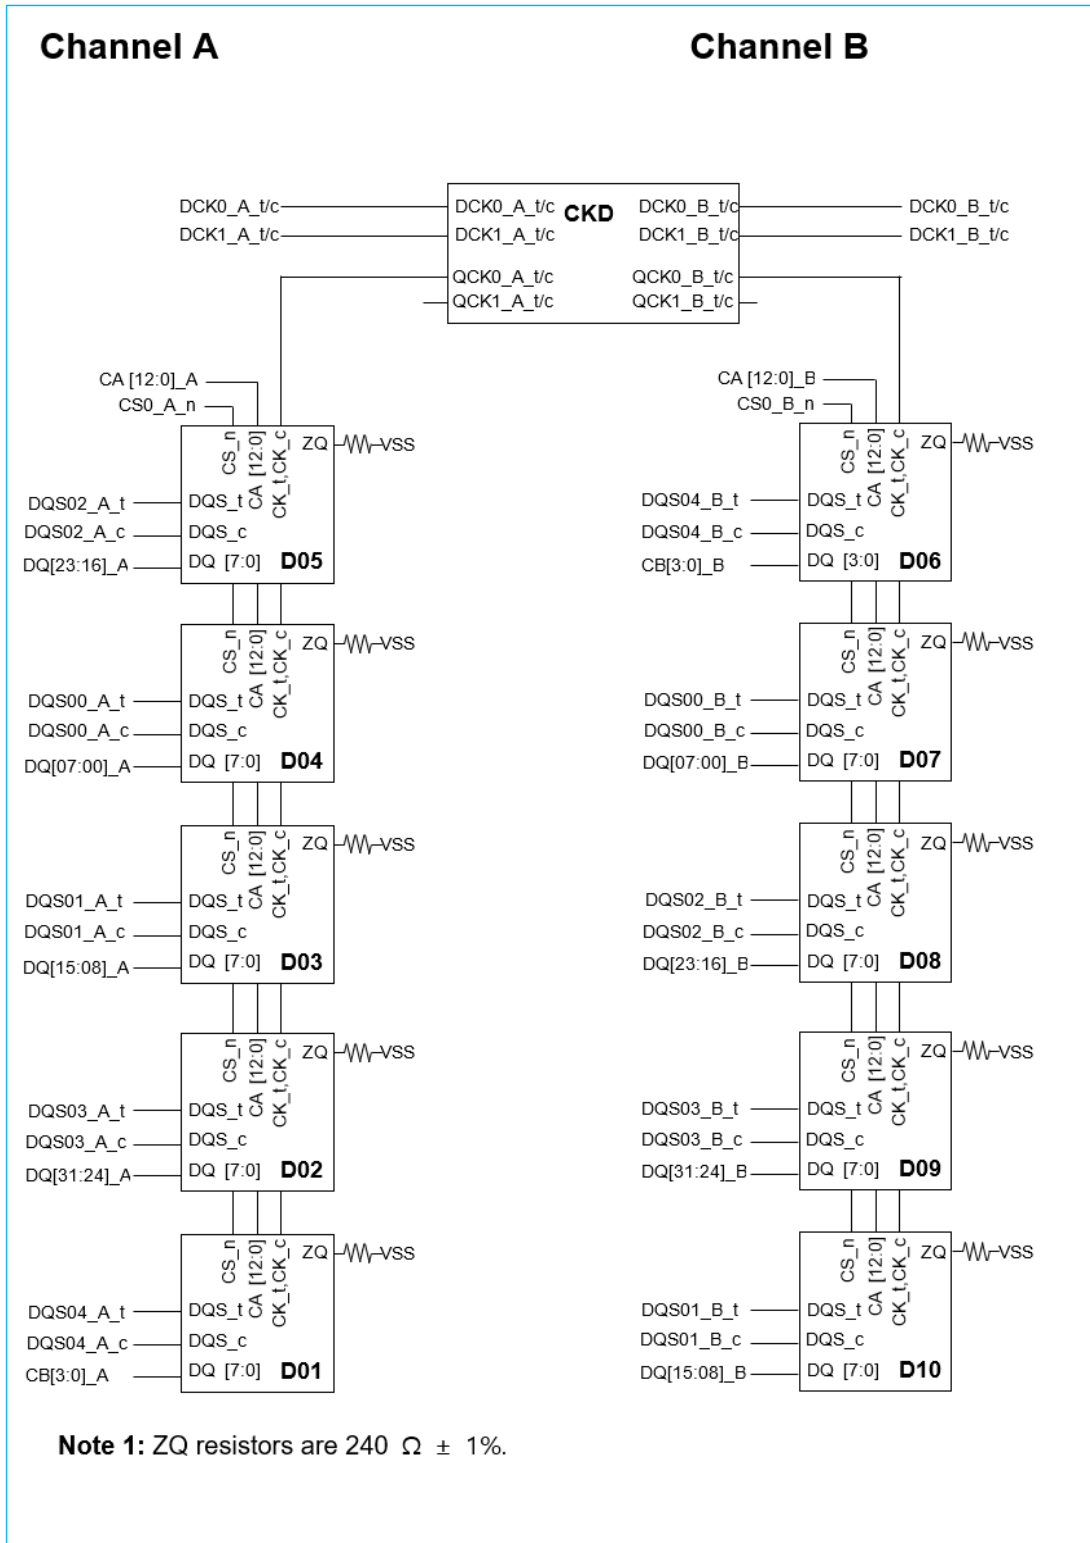 Channel A
Channel B
DCK0_A_t/c
DCK1_A_t/c
DCK0_A_t/c
DCK1_A_t/c
QCK0_A_t/c
QCK1_A_t/c
CKD
DCK0_B_t/c
DCK1_B_t/c
QCK0_B_t/c
QCK1_B_t/c
DCK0_B_t/c
DCK1_B_t/c
CA [12:0]_A
CS0_A_n
CS_n
CA [12:0]
CK_t,CK_c
ZQ
VSS
DQS02_A_t
DQS_t
DQS02_A_c
DQS_c
DQ[23:16]_A
DQ [7:0]
D05
CS_n
CA [12:0]
CK_t,CK_c
ZQ
VSS
DQS00_A_t
DQS_t
DQS00_A_c
DQS_c
DQ[07:00]_A
DQ [7:0]
D04
CS_n
CA [12:0]
CK_t,CK_c
ZQ
VSS
DQS01_A_t
DQS_t
DQS01_A_c
DQS_c
DQ[15:08]_A
DQ [7:0]
D03
CS_n
CA [12:0]
CK_t,CK_c
ZQ
VSS
DQS03_A_t
DQS_t
DQS03_A_c
DQS_c
DQ[31:24]_A
DQ [7:0]
D02
CS_n
CA [12:0]
CK_t,CK_c
ZQ
VSS
DQS04_A_t
DQS_t
DQS04_A_c
DQS_c
CB[3:0]_A
DQ [7:0]
D01
CA [12:0]_B
CS0_B_n
CS_n
CA [12:0]
CK_t,CK_c
ZQ
VSS
DQS04_B_t
DQS_t
DQS04_B_c
DQS_c
CB[3:0]_B
DQ [3:0]
D06
CS_n
CA [12:0]
CK_t,CK_c
ZQ
VSS
DQS00_B_t
DQS_t
DQS00_B_c
DQS_c
DQ[07:00]_B
DQ [7:0]
D07
CS_n
CA [12:0]
CK_t,CK_c
ZQ
VSS
DQS02_B_t
DQS_t
DQS02_B_c
DQS_c
DQ[23:16]_B
DQ [7:0]
D08
CS_n
CA [12:0]
CK_t,CK_c
ZQ
VSS
DQS03_B_t
DQS_t
DQS03_B_c
DQS_c
DQ[31:24]_B
DQ [7:0]
D09
CS_n
CA [12:0]
CK_t,CK_c
ZQ
VSS
DQS01_B_t
DQS_t
DQS01_B_c
DQS_c
DQ[15:08]_B
DQ [7:0]
D10
Note 1: ZQ resistors are 240 Ω ± 1%.